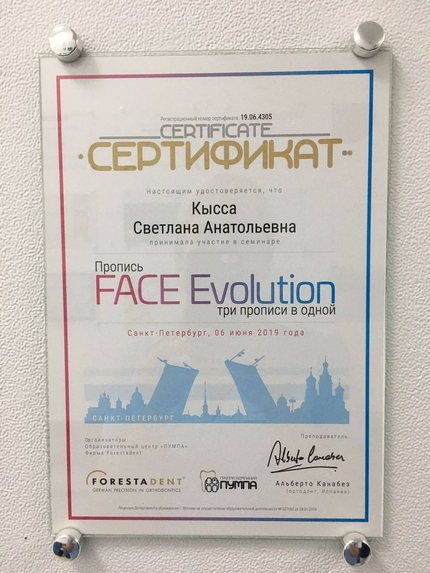 Регистрационный номер сертификата: 19.06.4305
CERTIFICATE
СЕРТИФИКАТ
Настоящим удостоверяется, что
Кысса
Светлана Анатольевна
принимала участие в семинаре
Пропись
FACE Evolution
три прописи в одной
Санкт-Петербург, 06 июня 2019 года
САНКТ-ПЕТЕРБУРГ
Организаторы:
Образовательный центр «ПУМПА»
Фирма Forestadent
Преподаватель
FORESTADENT
GERMAN PRECISION IN ORTHODONTICS
ПУМПА
Альберто Канабез
(ортодонт, Испания)